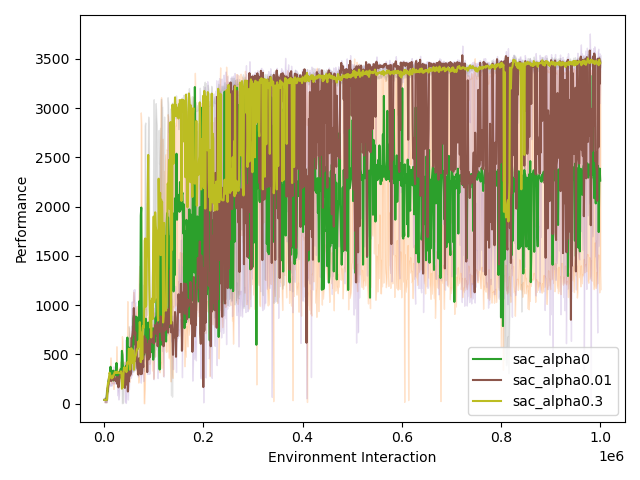 Performance
3500
3000
2500
2000
1500
1000
500
0
0.0 0.2 0.4 0.6 0.8 1.0
1e6
Environment Interaction
sac_alpha0
sac_alpha0.01
sac_alpha0.3